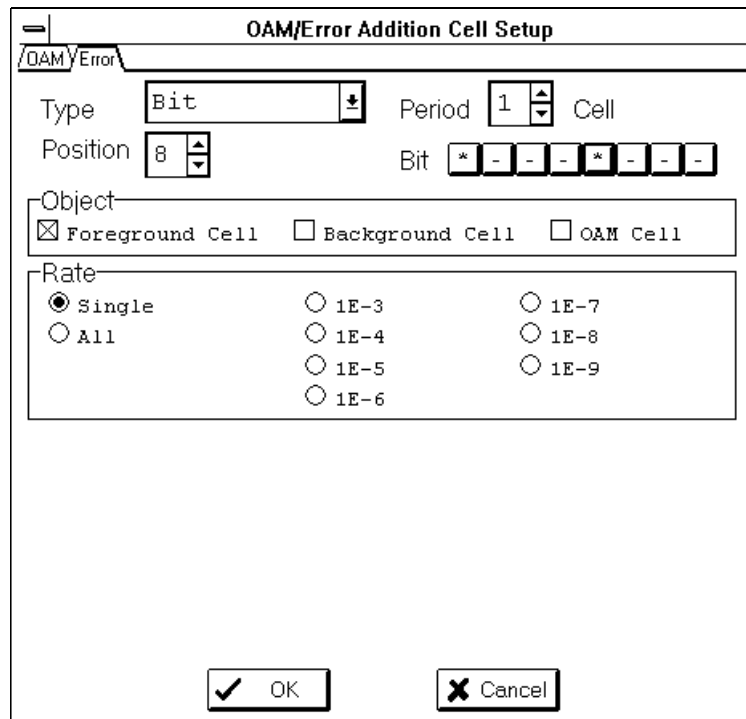 OAM/Error Addition Cell Setup
OAM Error
Type Bit Period 1 Cell
Position 8 Bit * - - - * - - -
Object
Foreground Cell Background Cell OAM Cell
Rate
Single 1E-3 1E-7
All 1E-4 1E-8
1E-5 1E-9
1E-6
OK Cancel